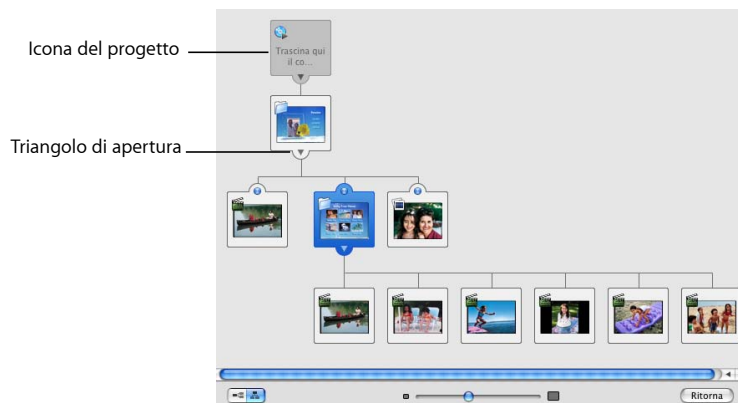 Icona del progetto
Trascina qui
il co...
Triangolo di apertura
Ritorna